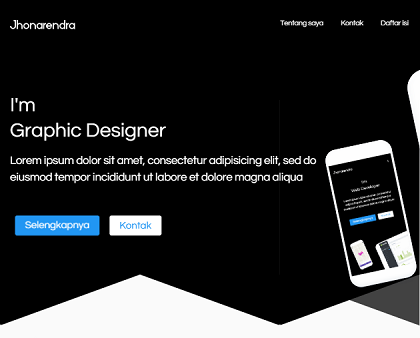 Jhonarendra
Tentang saya Kontak Daftar Isi
I'm
Graphic Designer
Lorem ipsum dolor sit amet, consectetur adipisicing elit, sed do
eiusmod tempor incididunt ut labore et dolore magna aliqua
Selengkapnya Kontak
Jhonarendra
Web Developer